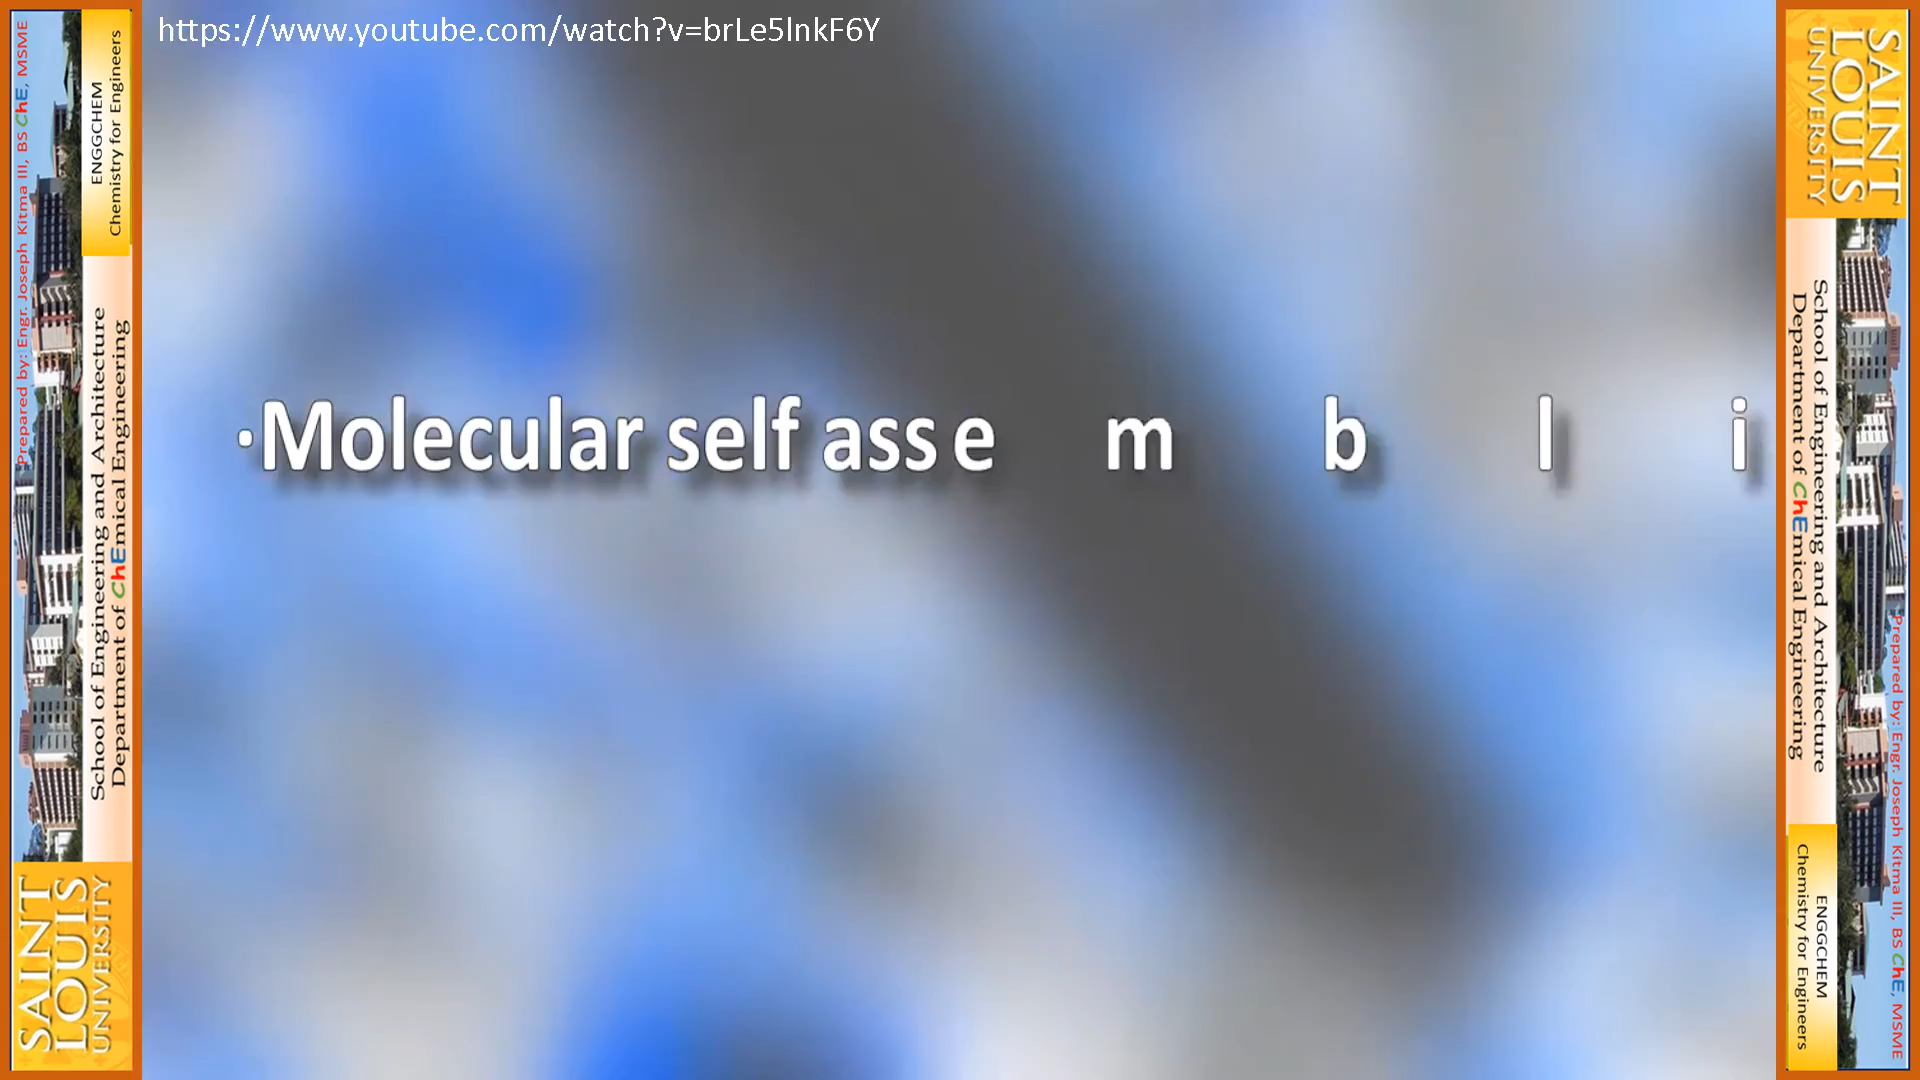 https://www.youtube.com/watch?v=brLe5lnkF6Y
·Molecular self ass e m b l i
Prepared by: Engr. Joseph Kitma III, BS ChE, MSME
ENGGCHEM
Chemistry for Engineers
School of Engineering and Architecture
Department of ChEmical Engineering
SAINT
LOUIS
UNIVERSITY
SAINT
LOUIS
UNIVERSITY
School of Engineering and Architecture
Department of ChEmical Engineering
ENGGCHEM
Chemistry for Engineers
Prepared by: Engr. Joseph Kitma III, BS ChE, MSME